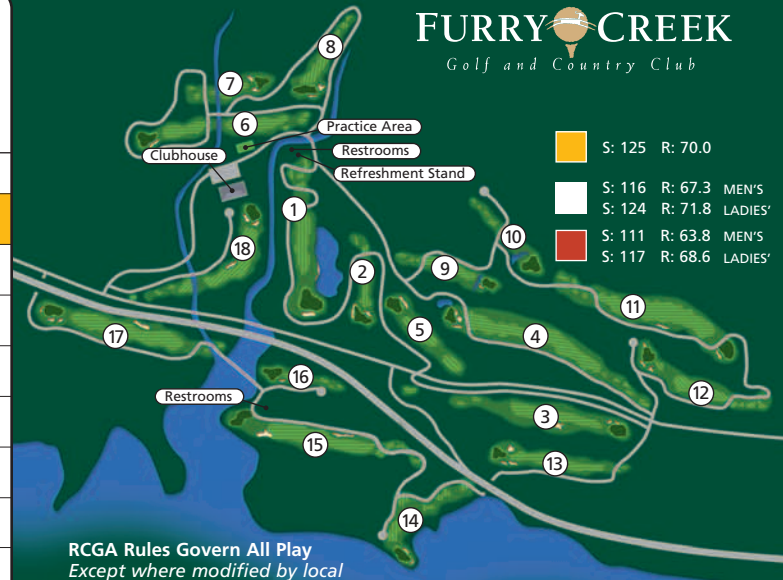 FURRY CREEK
Golf and Country Club
8
7
6
Practice Area
Restrooms
Refreshment Stand
Clubhouse
S: 125 R: 70.0
S: 116 R: 67.3 MEN'S
S: 124 R: 71.8 LADIES'
S: 111 R: 63.8 MEN'S
S: 117 R: 68.6 LADIES'
1
10
18
2
9
11
17
5
4
16
12
Restrooms
3
15
13
14
RCGA Rules Govern All Play
Except where modified by local